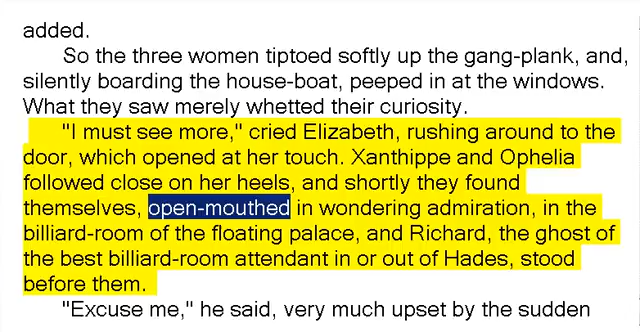 added.
So the three women tiptoed softly up the gang-plank, and,
silently boarding the house-boat, peeped in at the windows.
What they saw merely whetted their curiosity.
"I must see more," cried Elizabeth, rushing around to the
door, which opened at her touch. Xanthippe and Ophelia
followed close on her heels, and shortly they found
themselves, open-mouthed in wondering admiration, in the
billiard-room of the floating palace, and Richard, the ghost of
the best billiard-room attendant in or out of Hades, stood
before them.
"Excuse me," he said, very much upset by the sudden